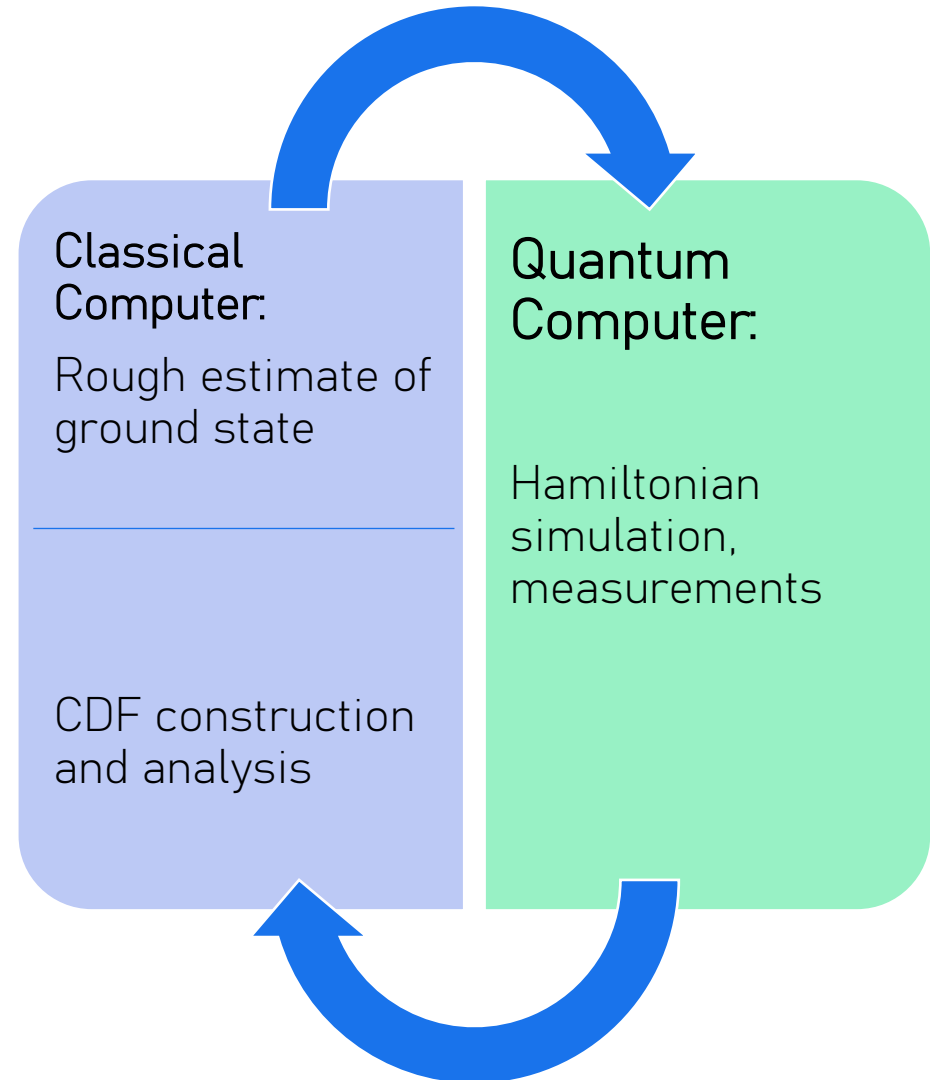 Classical
Computer:
Rough estimate of
ground state
CDF construction
and analysis
Quantum
Computer:
Hamiltonian
simulation,
measurements